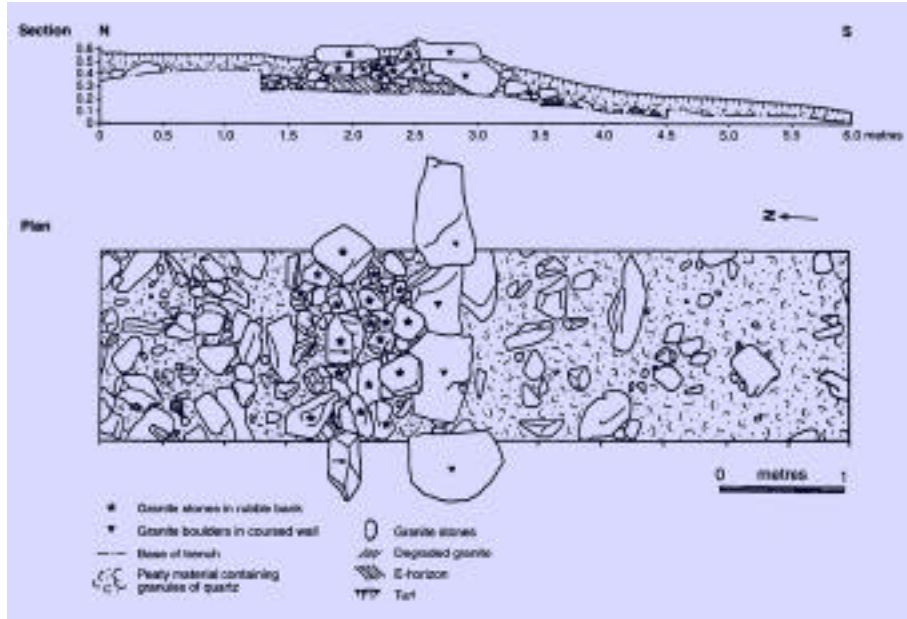 Section N S
0.6
0.5
0.4
0.3
0.2
0.1
0
0 0.5 1.0 1.5 2.0 2.5 3.0 3.5 4.0 4.5 5.0 5.5 6.0 metres
Plan
N
0 metres 1
Granite stones in rubble bank
Granite boulders in coursed wall
Base of trench
Peaty material containing
granules of quartz
Granite stones
Degraded granite
E-horizon
Turf